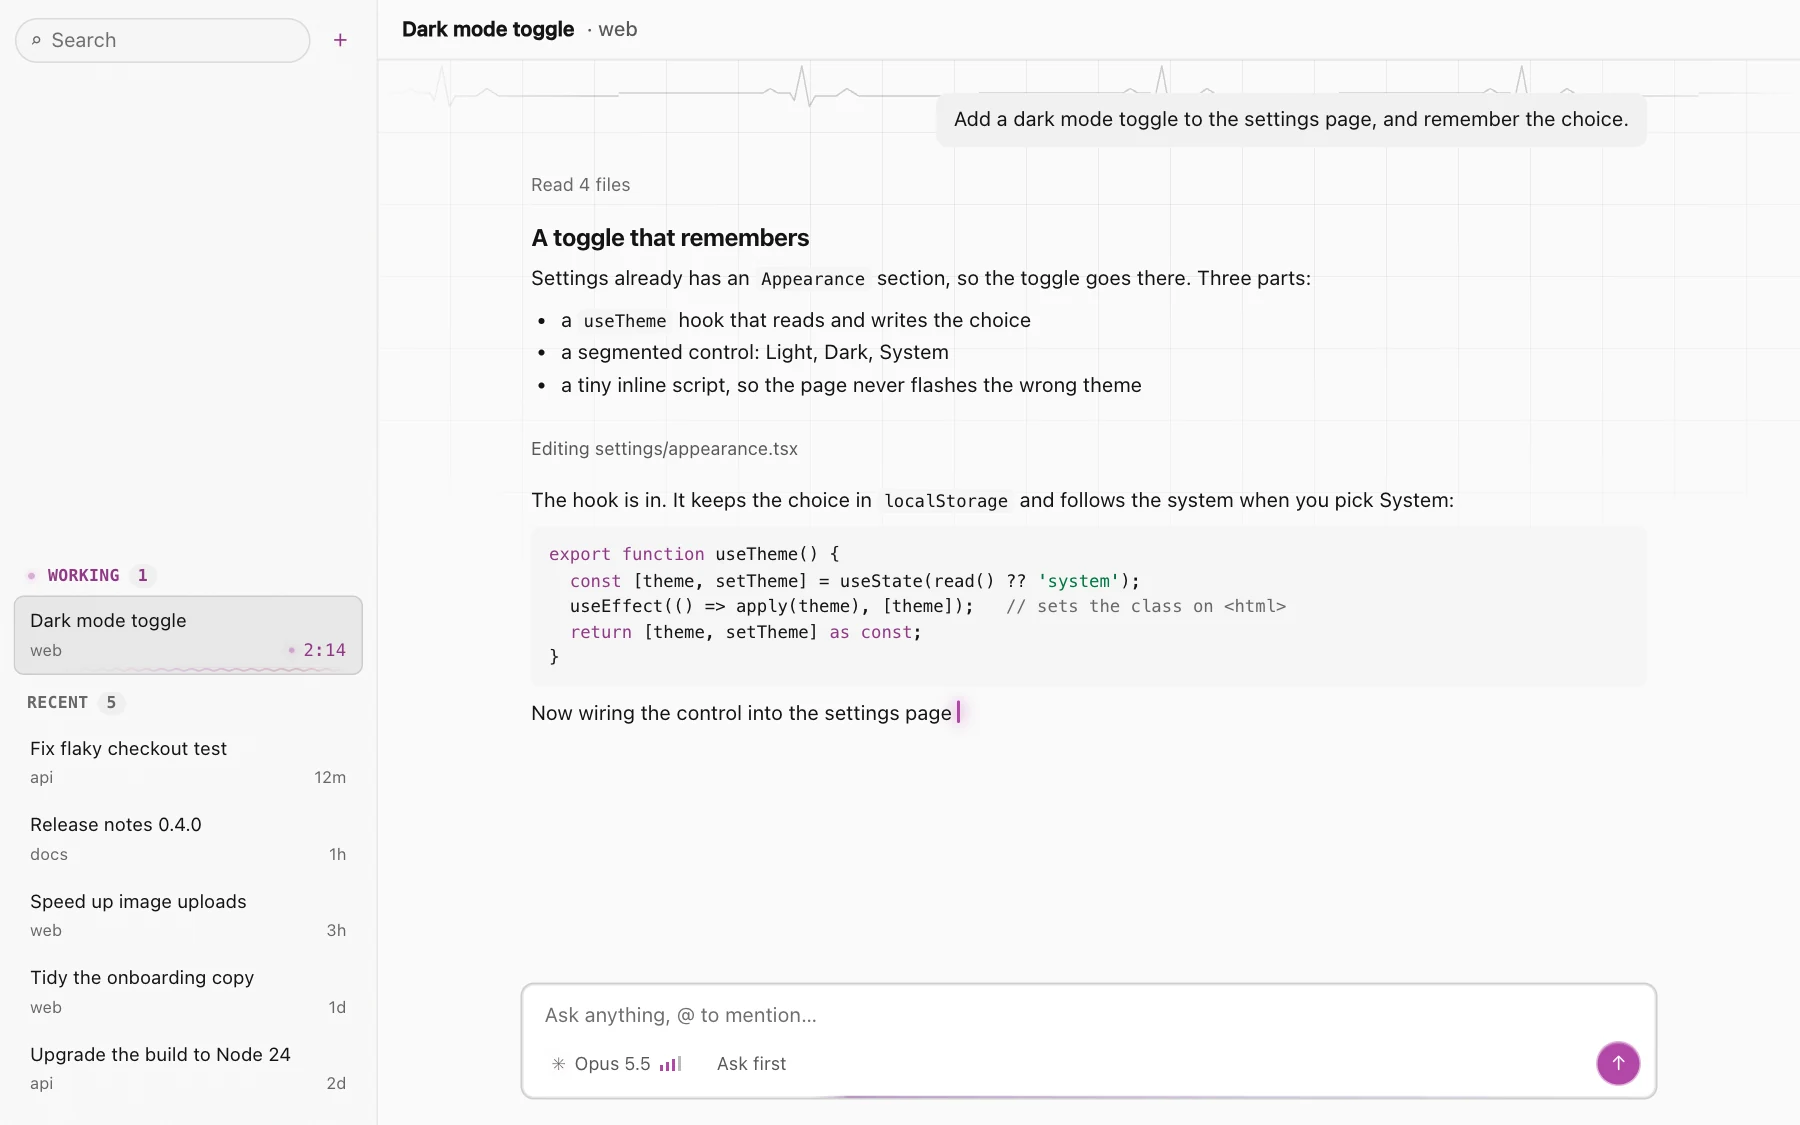 Search
+
Dark mode toggle · web
Add a dark mode toggle to the settings page, and remember the choice.
Read 4 files
A toggle that remembers
Settings already has an Appearance section, so the toggle goes there. Three parts:
• a useTheme hook that reads and writes the choice
• a segmented control: Light, Dark, System
• a tiny inline script, so the page never flashes the wrong theme
Editing settings/appearance.tsx
The hook is in. It keeps the choice in localStorage and follows the system when you pick System:
export function useTheme() {
  const [theme, setTheme] = useState(read() ?? 'system');
  useEffect(() => apply(theme), [theme]);   // sets the class on <html>
  return [theme, setTheme] as const;
}
Now wiring the control into the settings page
WORKING 1
Dark mode toggle
web 2:14
RECENT 5
Fix flaky checkout test
api 12m
Release notes 0.4.0
docs 1h
Speed up image uploads
web 3h
Tidy the onboarding copy
web 1d
Upgrade the build to Node 24
api 2d
Ask anything, @ to mention...
Opus 5.5 Ask first